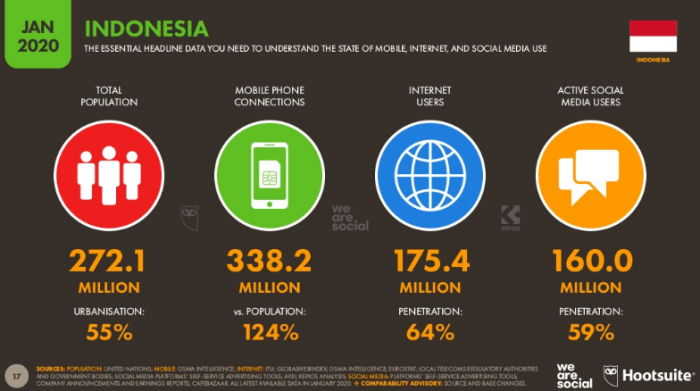 JAN
2020
INDONESIA
THE ESSENTIAL HEADLINE DATA YOU NEED TO UNDERSTAND THE STATE OF MOBILE, INTERNET, AND SOCIAL MEDIA USE
INDONESIA
TOTAL
POPULATION
MOBILE PHONE
CONNECTIONS
INTERNET
USERS
ACTIVE SOCIAL
MEDIA USERS
we
are
social
KEPIOS
272.1
MILLION
338.2
MILLION
175.4
MILLION
160.0
MILLION
URBANISATION:
55%
vs. POPULATION:
124%
PENETRATION:
64%
PENETRATION:
59%
17
SOURCES: POPULATION: UNITED NATIONS; MOBILE: GSMA INTELLIGENCE; INTERNET: ITU; GLOBALWEBINDEX; GSMA INTELLIGENCE; EUROSTAT; LOCAL TELECOMS REGULATORY AUTHORITIES
AND GOVERNMENT BODIES; SOCIAL MEDIA PLATFORMS' SELF-SERVICE ADVERTISING TOOLS; APJII; KEPIOS ANALYSIS; SOCIAL MEDIA: PLATFORMS' SELF-SERVICE ADVERTISING TOOLS;
COMPANY ANNOUNCEMENTS AND EARNINGS REPORTS; CAFEBAZAAR. ALL LATEST AVAILABLE DATA IN JANUARY 2020. COMPARABILITY ADVISORY: SOURCE AND BASE CHANGES.
we
are
social
Hootsuite